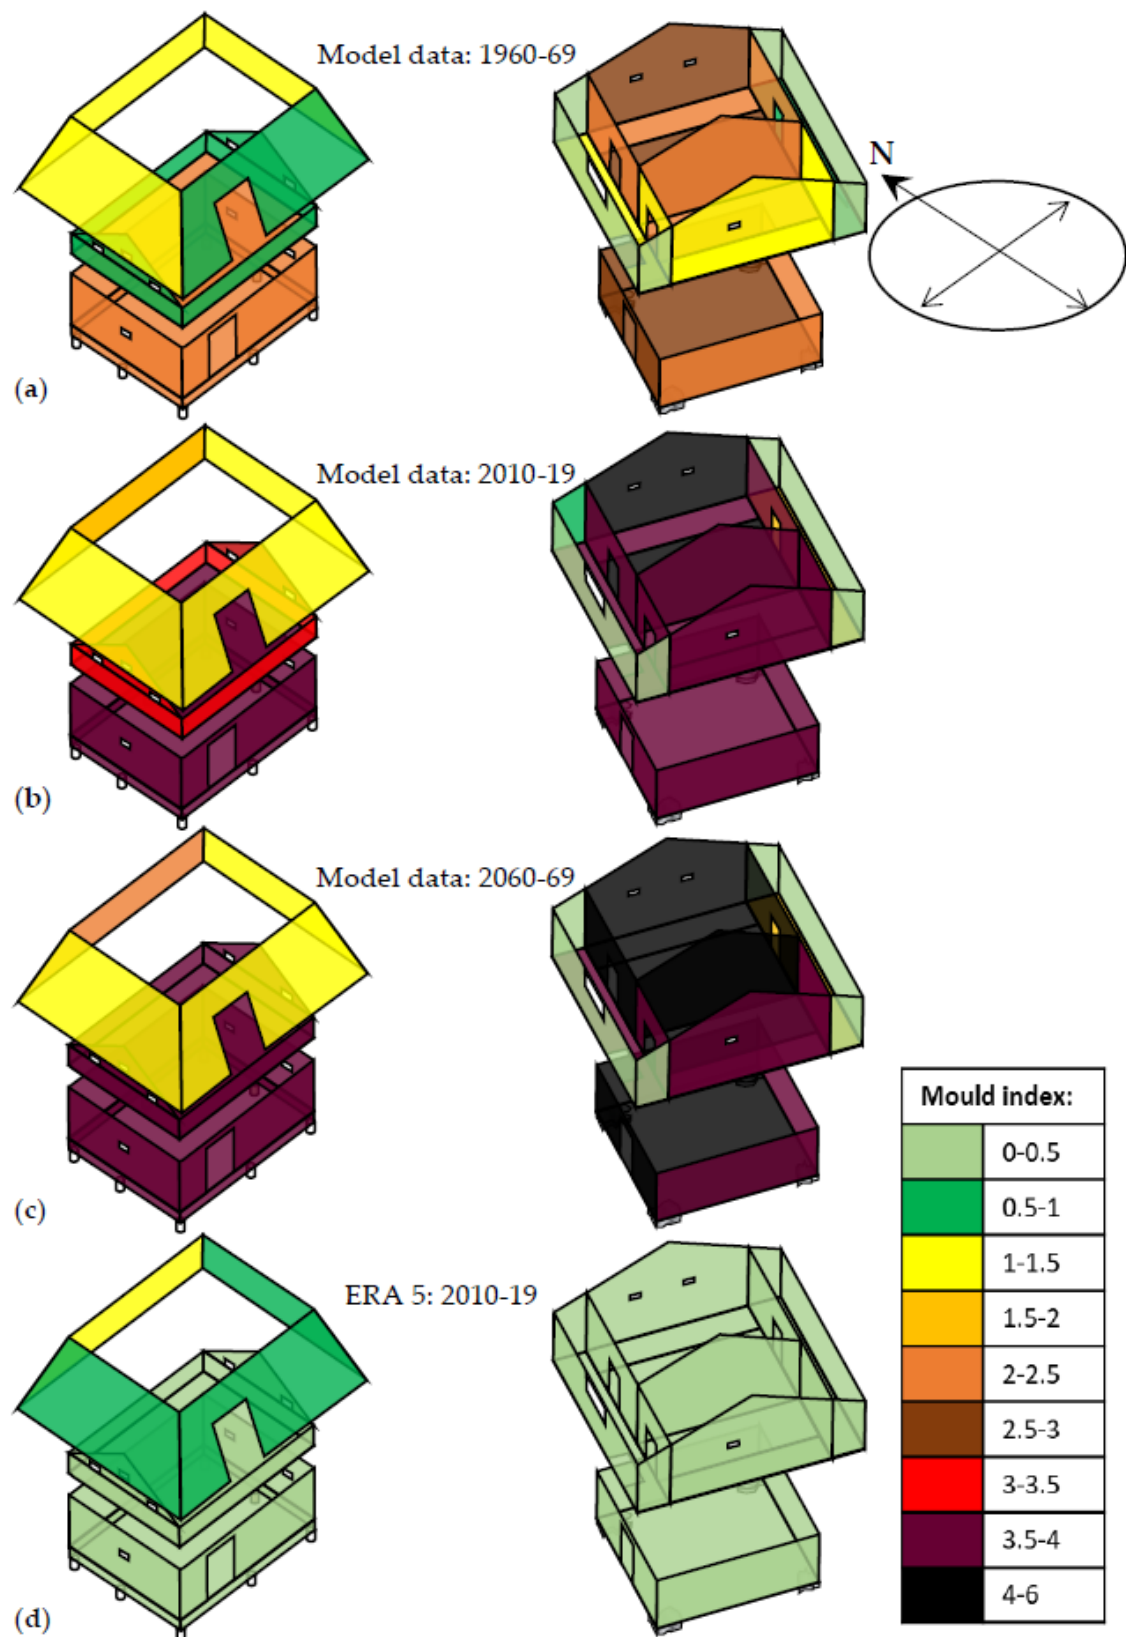 Model data: 1960-69
N
(a)
Model data: 2010-19
(b)
Model data: 2060-69
(c)
ERA 5: 2010-19
(d)
Mould index:
0-0.5
0.5-1
1-1.5
1.5-2
2-2.5
2.5-3
3-3.5
3.5-4
4-6